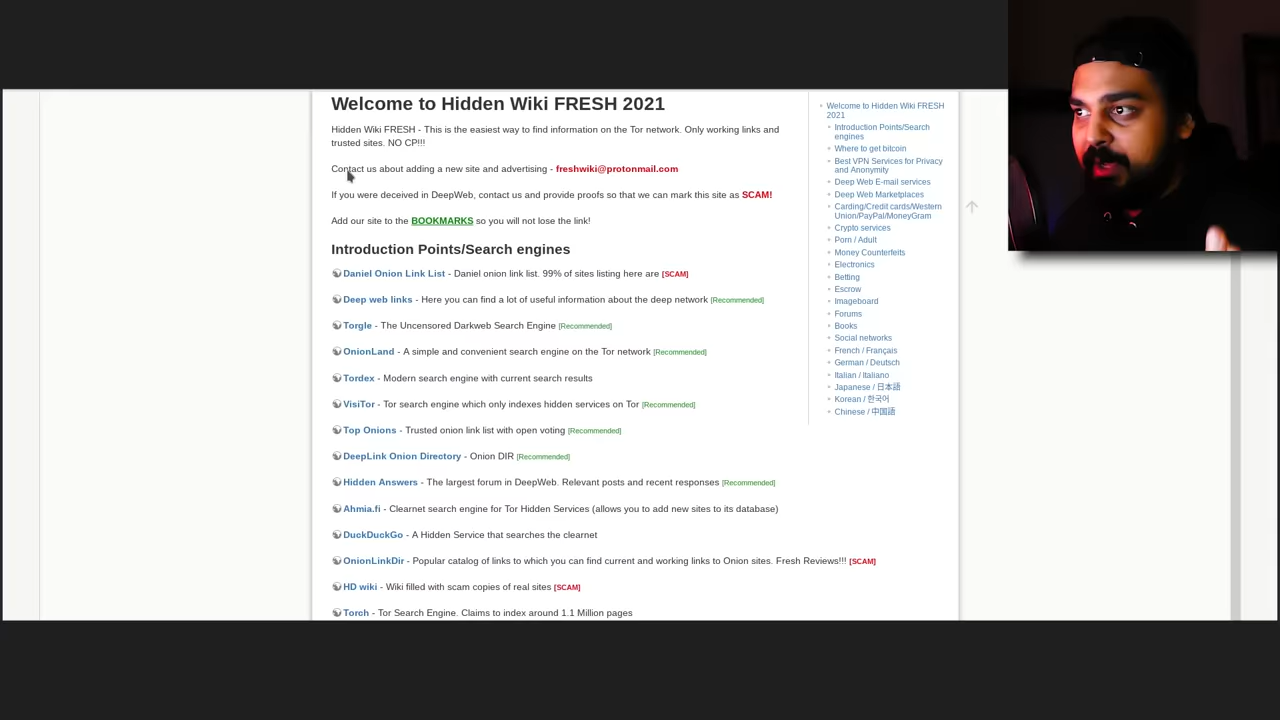 Welcome to Hidden Wiki FRESH 2021
Hidden Wiki FRESH - This is the easiest way to find information on the Tor network. Only working links and
trusted sites. NO CP!!!
Contact us about adding a new site and advertising - freshwiki@protonmail.com
If you were deceived in DeepWeb, contact us and provide proofs so that we can mark this site as SCAM!
Add our site to the BOOKMARKS so you will not lose the link!
Introduction Points/Search engines
Daniel Onion Link List - Daniel onion link list. 99% of sites listing here are [SCAM]
Deep web links - Here you can find a lot of useful information about the deep network [Recommended]
Torgle - The Uncensored Darkweb Search Engine [Recommended]
OnionLand - A simple and convenient search engine on the Tor network [Recommended]
Tordex - Modern search engine with current search results
VisiTor - Tor search engine which only indexes hidden services on Tor [Recommended]
Top Onions - Trusted onion link list with open voting [Recommended]
DeepLink Onion Directory - Onion DIR [Recommended]
Hidden Answers - The largest forum in DeepWeb. Relevant posts and recent responses [Recommended]
Ahmia.fi - Clearnet search engine for Tor Hidden Services (allows you to add new sites to its database)
DuckDuckGo - A Hidden Service that searches the clearnet
OnionLinkDir - Popular catalog of links to which you can find current and working links to Onion sites. Fresh Reviews!!! [SCAM]
HD wiki - Wiki filled with scam copies of real sites [SCAM]
Torch - Tor Search Engine. Claims to index around 1.1 Million pages
Welcome to Hidden Wiki FRESH
2021
Introduction Points/Search
engines
Where to get bitcoin
Best VPN Services for Privacy
and Anonymity
Deep Web E-mail services
Deep Web Marketplaces
Carding/Credit cards/Western
Union/PayPal/MoneyGram
Crypto services
Porn / Adult
Money Counterfeits
Electronics
Betting
Escrow
Imageboard
Forums
Books
Social networks
French / Français
German / Deutsch
Italian / Italiano
Japanese / 日本語
Korean / 한국어
Chinese / 中国語